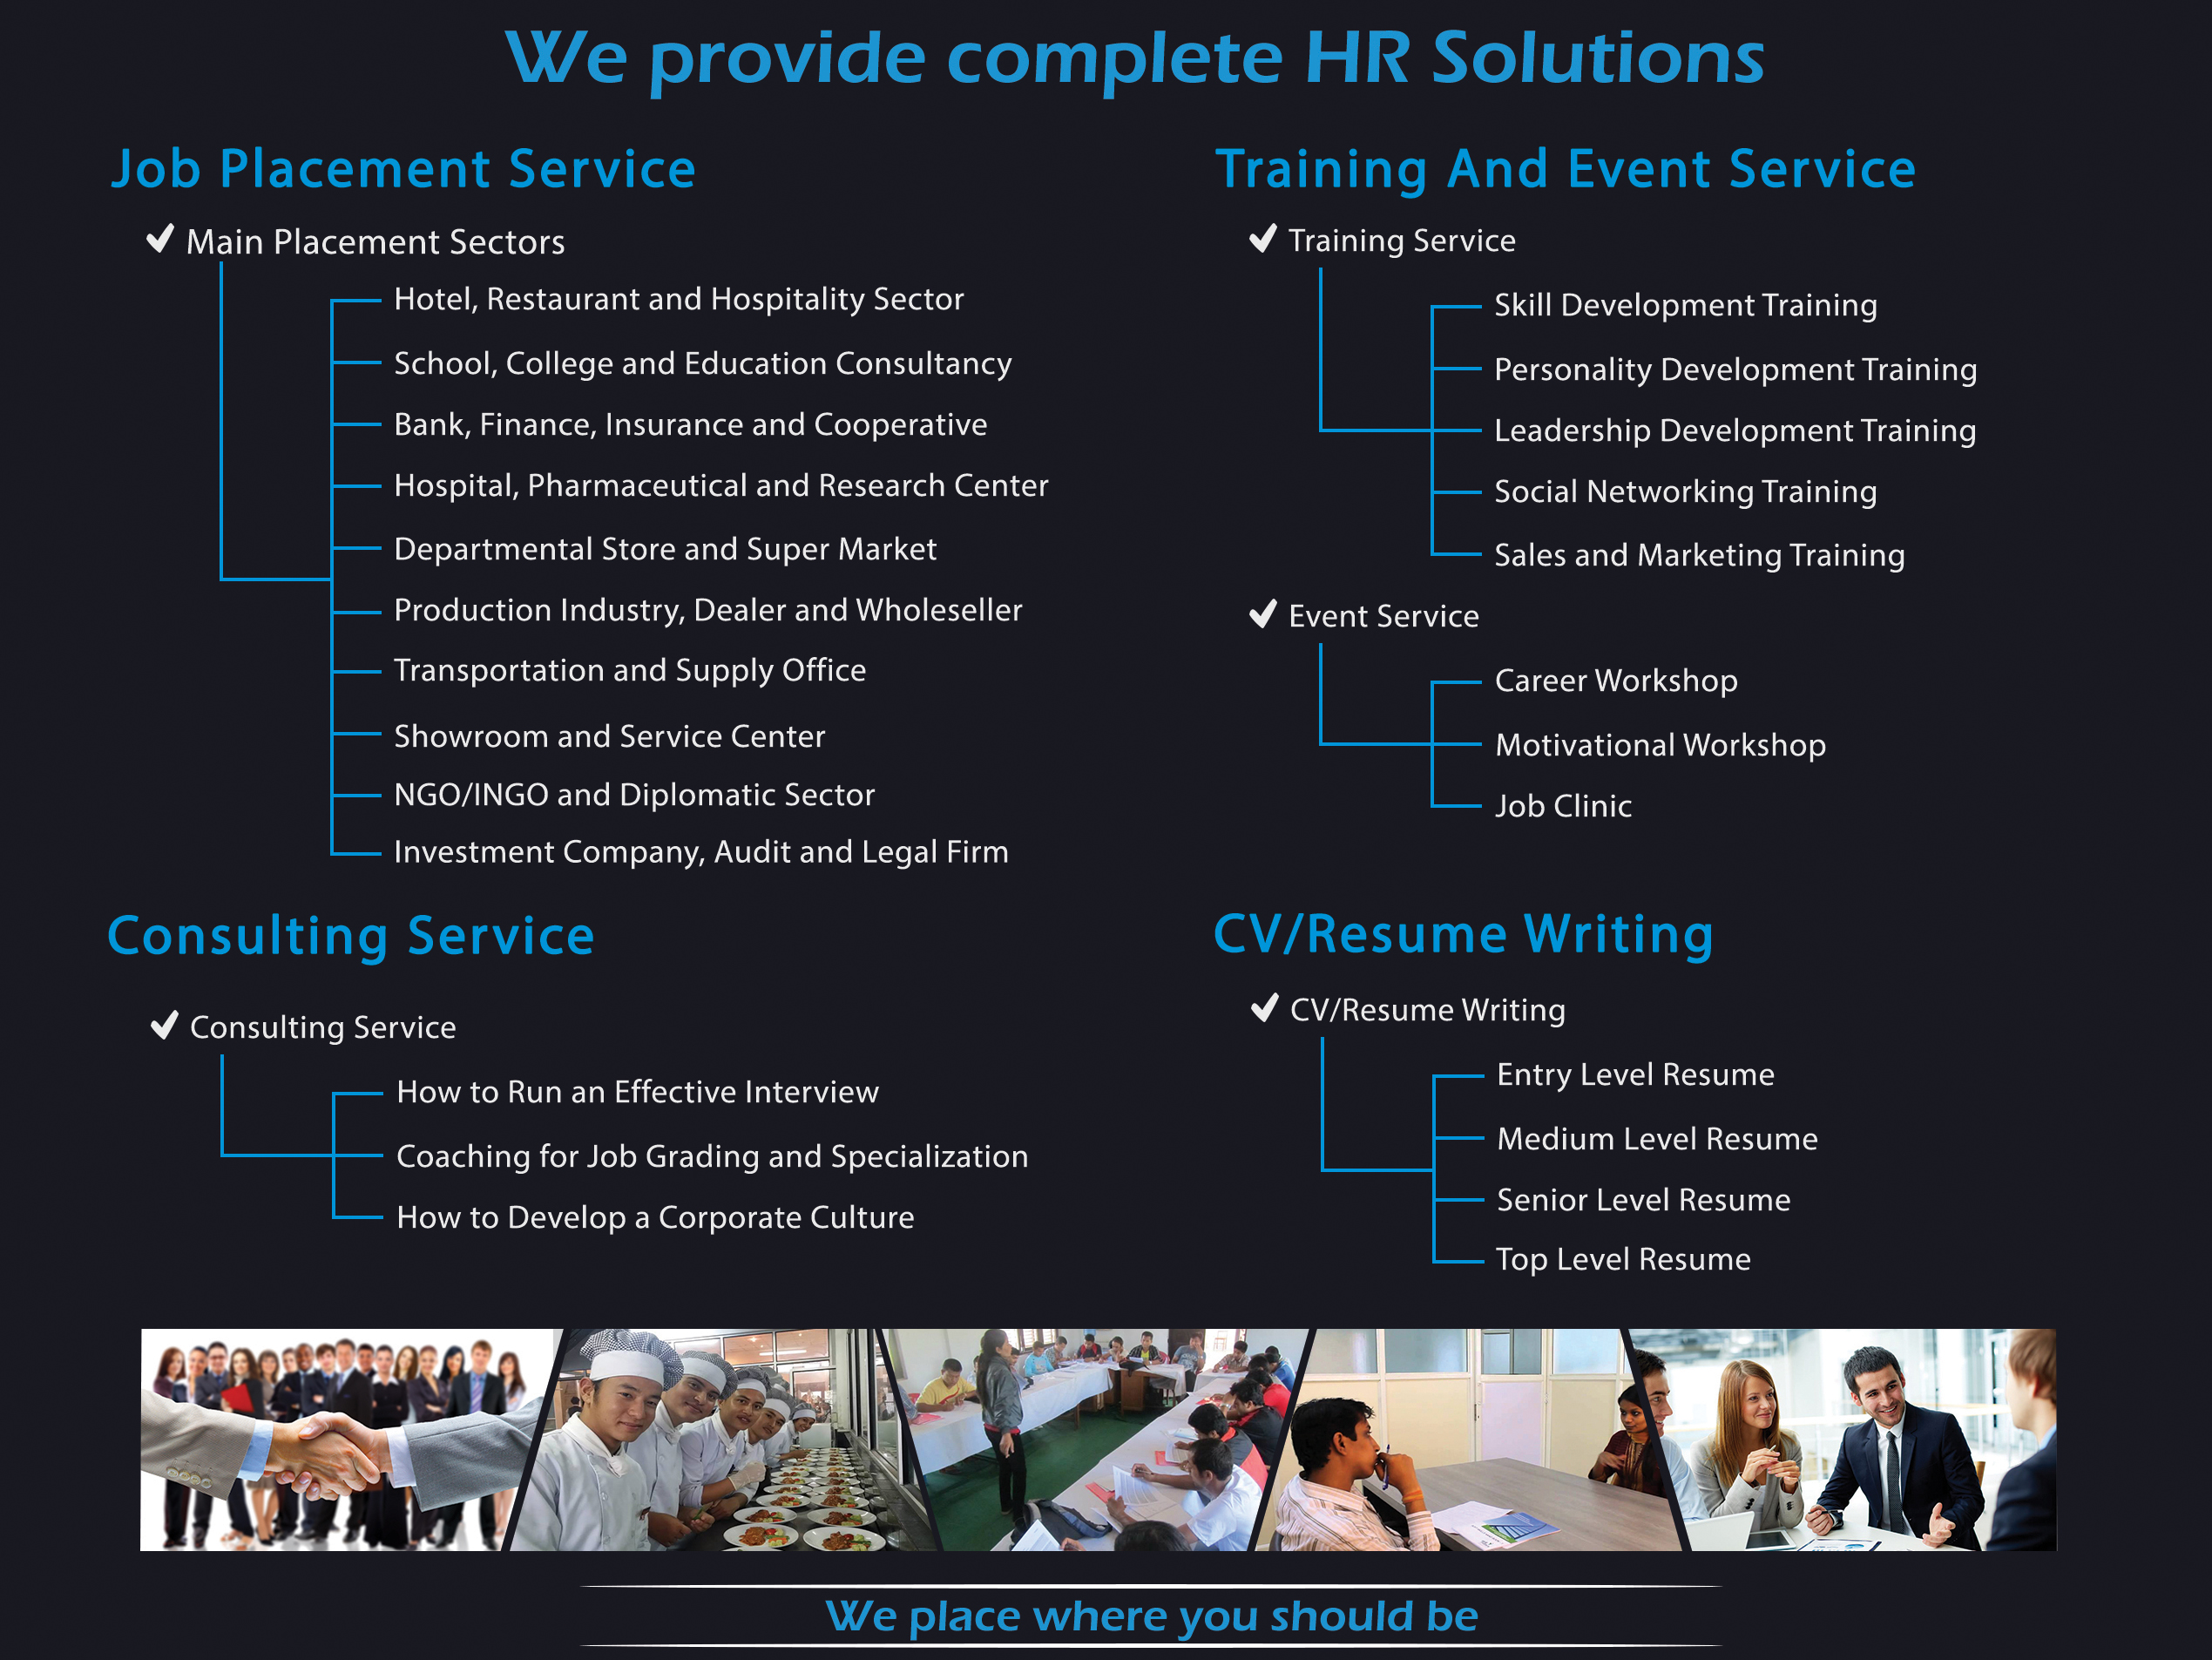 We provide complete HR Solutions
Job Placement Service
Main Placement Sectors
Hotel, Restaurant and Hospitality Sector
School, College and Education Consultancy
Bank, Finance, Insurance and Cooperative
Hospital, Pharmaceutical and Research Center
Departmental Store and Super Market
Production Industry, Dealer and Wholeseller
Transportation and Supply Office
Showroom and Service Center
NGO/INGO and Diplomatic Sector
Investment Company, Audit and Legal Firm
Training And Event Service
Training Service
Skill Development Training
Personality Development Training
Leadership Development Training
Social Networking Training
Sales and Marketing Training
Event Service
Career Workshop
Motivational Workshop
Job Clinic
Consulting Service
Consulting Service
How to Run an Effective Interview
Coaching for Job Grading and Specialization
How to Develop a Corporate Culture
CV/Resume Writing
CV/Resume Writing
Entry Level Resume
Medium Level Resume
Senior Level Resume
Top Level Resume
We place where you should be